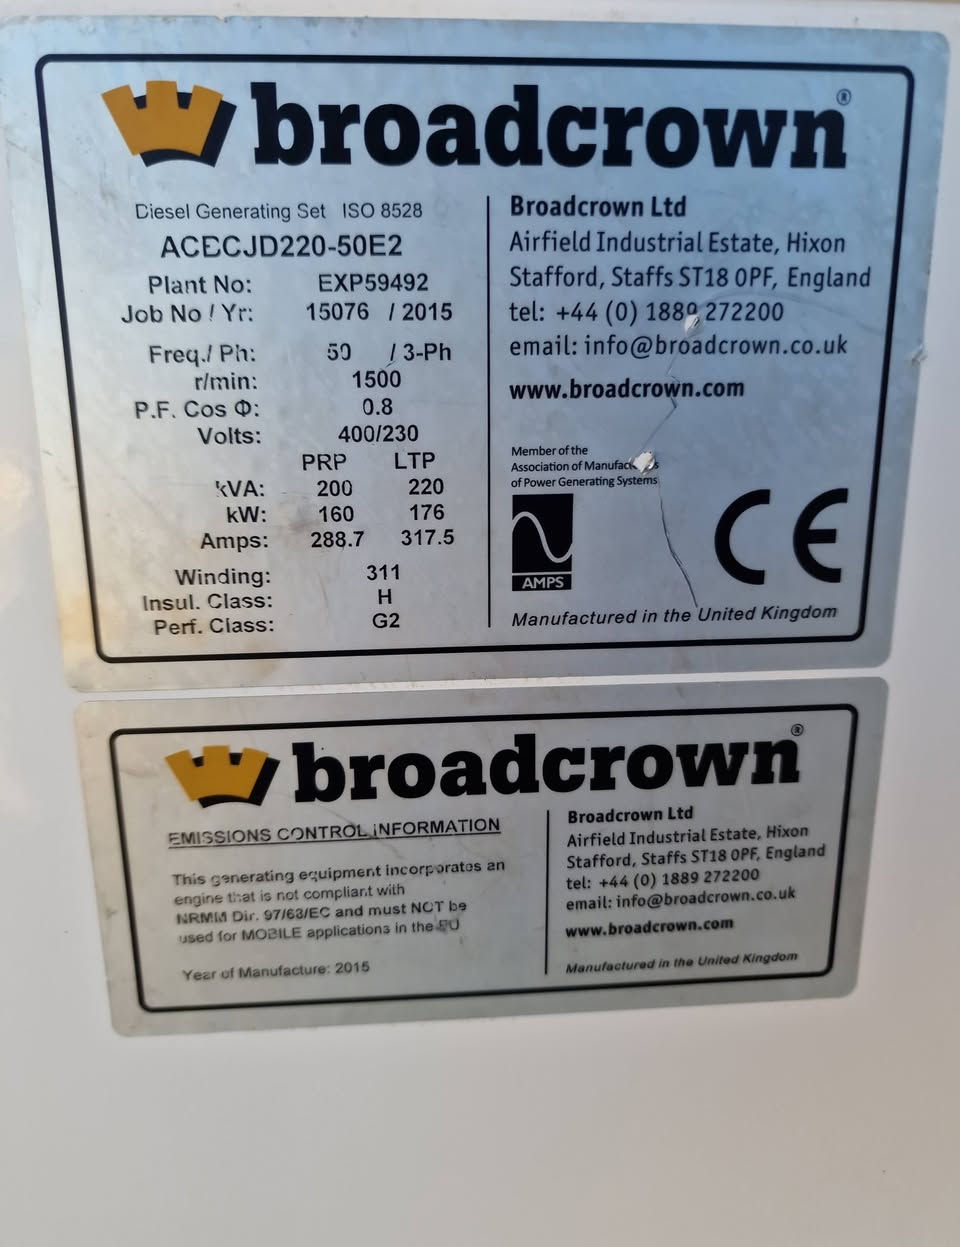 broadcrown®
Diesel Generating Set ISO 8528
ACECJD220-50E2
Plant No: EXP59492
Job No / Yr: 15076 / 2015
Freq./ Ph: 50 / 3-Ph
r/min: 1500
P.F. Cos Φ: 0.8
Volts: 400/230
PRP LTP
kVA: 200 220
kW: 160 176
Amps: 288.7 317.5
Winding: 311
Insul. Class: H
Perf. Class: G2
Broadcrown Ltd
Airfield Industrial Estate, Hixon
Stafford, Staffs ST18 0PF, England
tel: +44 (0) 1889 272200
email: info@broadcrown.co.uk
www.broadcrown.com
Member of the
Association of Manufacturers
of Power Generating Systems
AMPS
CE
Manufactured in the United Kingdom
broadcrown®
EMISSIONS CONTROL INFORMATION
This generating equipment incorporates an
engine that is not compliant with
NRMM Dir. 97/68/EC and must NOT be
used for MOBILE applications in the EU
Year of Manufacture: 2015
Broadcrown Ltd
Airfield Industrial Estate, Hixon
Stafford, Staffs ST18 0PF, England
tel: +44 (0) 1889 272200
email: info@broadcrown.co.uk
www.broadcrown.com
Manufactured in the United Kingdom